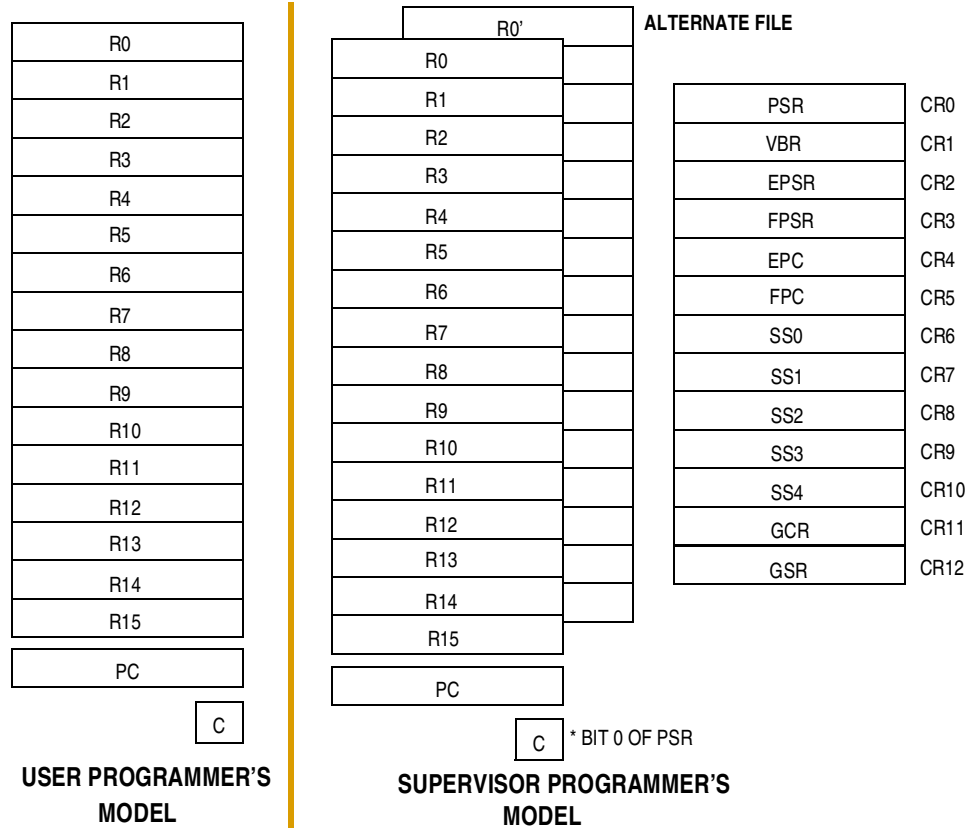 R0
R1
R2
R3
R4
R5
R6
R7
R8
R9
R10
R11
R12
R13
R14
R15
PC
C
USER PROGRAMMER'S
MODEL
R0'
ALTERNATE FILE
R0
R1
R2
R3
R4
R5
R6
R7
R8
R9
R10
R11
R12
R13
R14
R15
PC
C * BIT 0 OF PSR
SUPERVISOR PROGRAMMER'S
MODEL
PSR CR0
VBR CR1
EPSR CR2
FPSR CR3
EPC CR4
FPC CR5
SS0 CR6
SS1 CR7
SS2 CR8
SS3 CR9
SS4 CR10
GCR CR11
GSR CR12